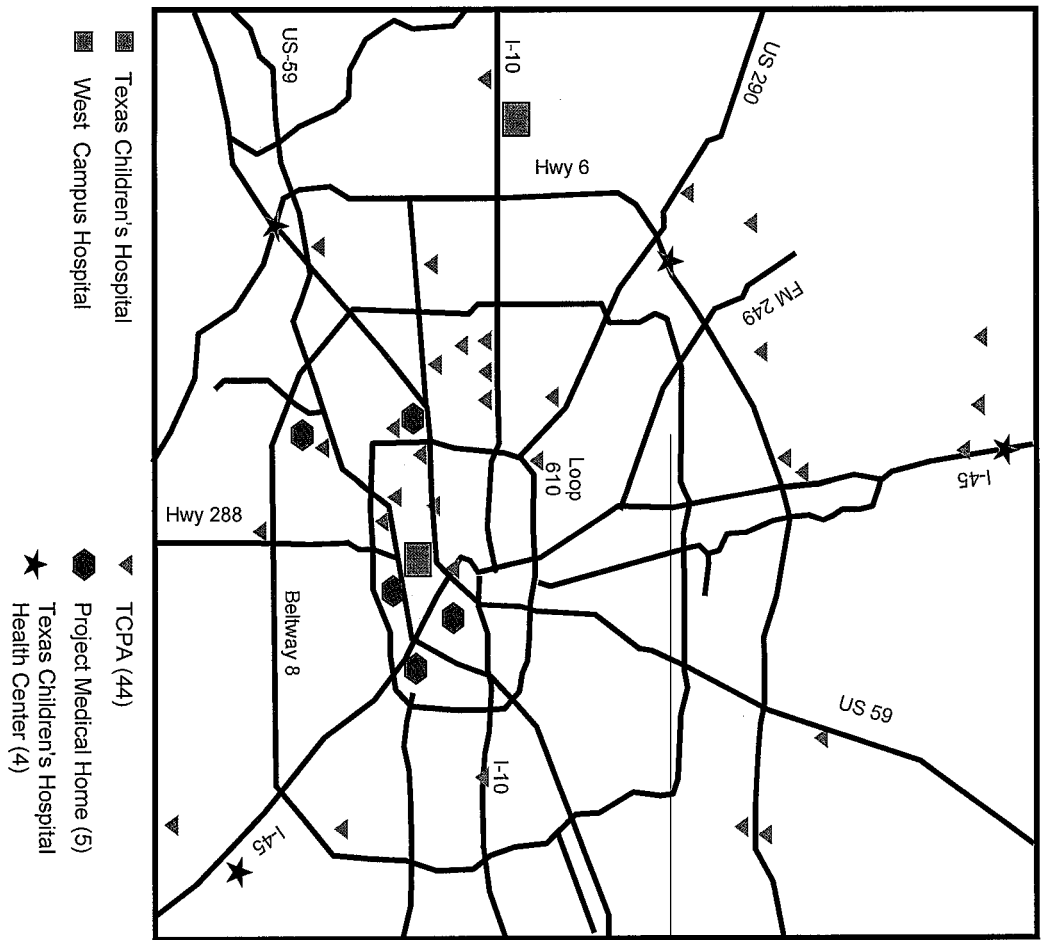 US 290
I-10
US-59
Hwy 6
FM 249
I-45
Loop
610
Hwy 288
Beltway 8
US 59
I-10
I-45
Texas Children's Hospital
West Campus Hospital
TCPA (44)
Project Medical Home (5)
Texas Children's Hospital
Health Center (4)